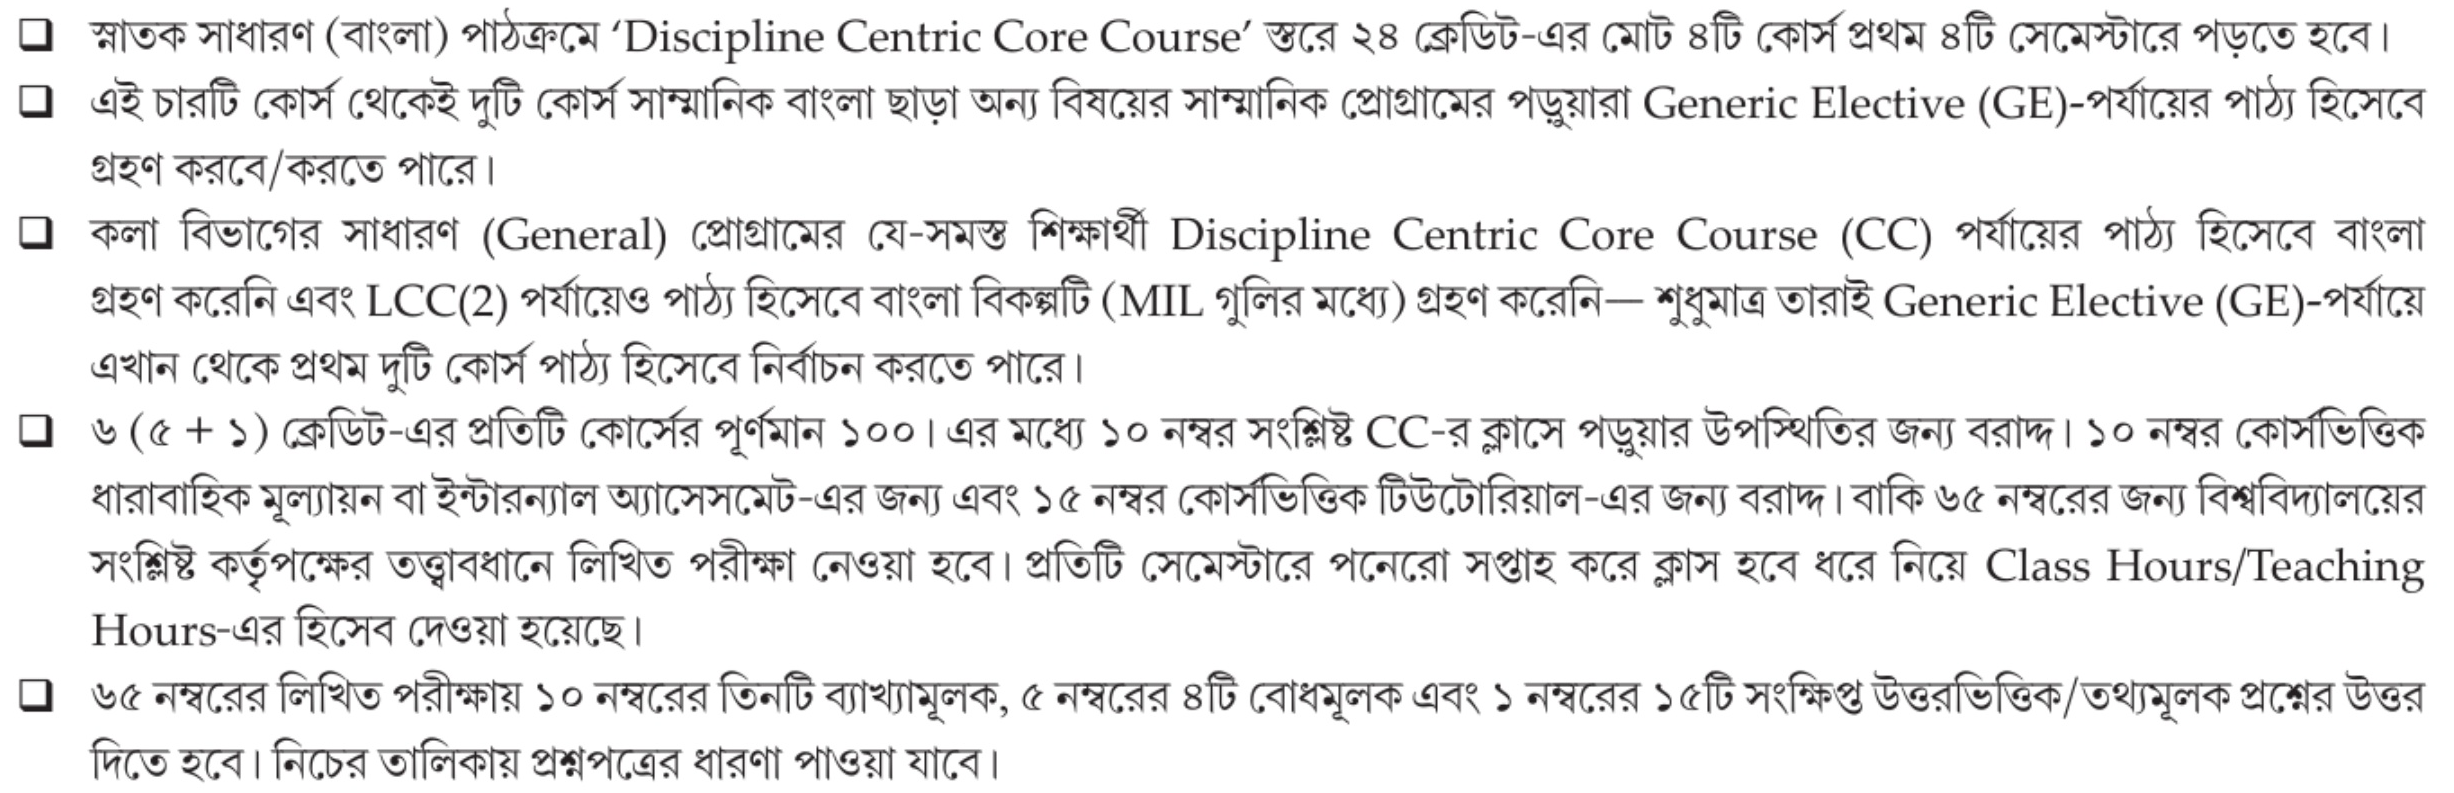 ❑ স্নাতক সাধারণ (বাংলা) পাঠক্রমে ‘Discipline Centric Core Course’ স্তরে ২৪ ক্রেডিট-এর মোট ৪টি কোর্স প্রথম ৪টি সেমেস্টারে পড়তে হবে।
❑ এই চারটি কোর্স থেকেই দুটি কোর্স সাম্মানিক বাংলা ছাড়া অন্য বিষয়ের সাম্মানিক প্রোগ্রামের পড়ুয়ারা Generic Elective (GE)-পর্যায়ের পাঠ্য হিসেবে
গ্রহণ করবে/করতে পারে।
❑ কলা বিভাগের সাধারণ (General) প্রোগ্রামের যে-সমস্ত শিক্ষার্থী Discipline Centric Core Course (CC) পর্যায়ের পাঠ্য হিসেবে বাংলা
গ্রহণ করেনি এবং LCC(2) পর্যায়েও পাঠ্য হিসেবে বাংলা বিকল্পটি (MIL গুলির মধ্যে) গ্রহণ করেনি— শুধুমাত্র তারাই Generic Elective (GE)-পর্যায়ে
এখান থেকে প্রথম দুটি কোর্স পাঠ্য হিসেবে নির্বাচন করতে পারে।
❑ ৬ (৫ + ১) ক্রেডিট-এর প্রতিটি কোর্সের পূর্ণমান ১০০। এর মধ্যে ১০ নম্বর সংশ্লিষ্ট CC-র ক্লাসে পড়ুয়ার উপস্থিতির জন্য বরাদ্দ। ১০ নম্বর কোর্সভিত্তিক
ধারাবাহিক মূল্যায়ন বা ইন্টারন্যাল অ্যাসেসমেট-এর জন্য এবং ১৫ নম্বর কোর্সভিত্তিক টিউটোরিয়াল-এর জন্য বরাদ্দ। বাকি ৬৫ নম্বরের জন্য বিশ্ববিদ্যালয়ের
সংশ্লিষ্ট কর্তৃপক্ষের তত্ত্বাবধানে লিখিত পরীক্ষা নেওয়া হবে। প্রতিটি সেমেস্টারে পনেরো সপ্তাহ করে ক্লাস হবে ধরে নিয়ে Class Hours/Teaching
Hours-এর হিসেব দেওয়া হয়েছে।
❑ ৬৫ নম্বরের লিখিত পরীক্ষায় ১০ নম্বরের তিনটি ব্যাখ্যামূলক, ৫ নম্বরের ৪টি বোধমূলক এবং ১ নম্বরের ১৫টি সংক্ষিপ্ত উত্তরভিত্তিক/তথ্যমূলক প্রশ্নের উত্তর
দিতে হবে। নিচের তালিকায় প্রশ্নপত্রের ধারণা পাওয়া যাবে।